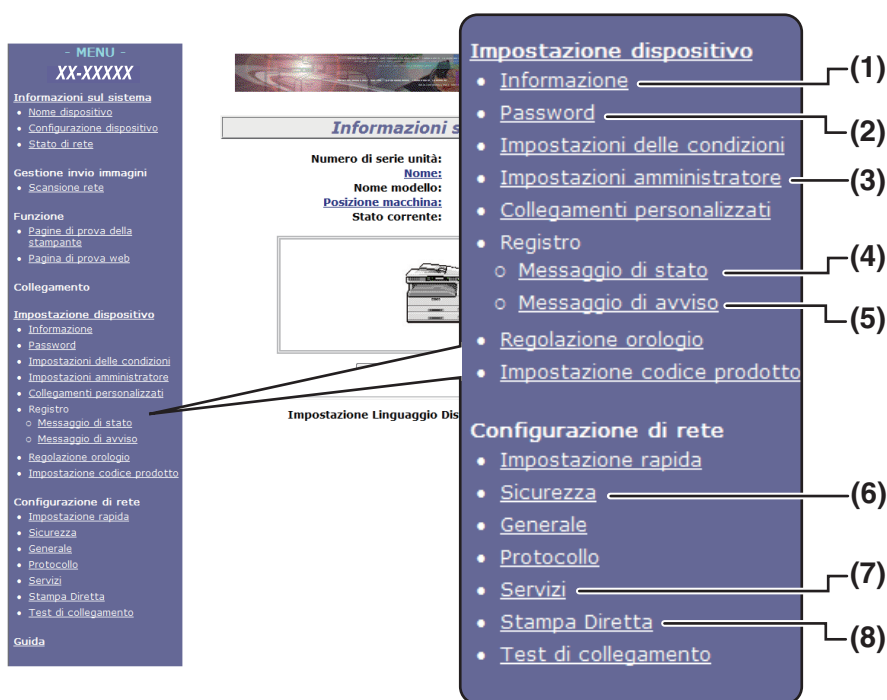 - MENU -
XX-XXXXX
Informazioni sul sistema
• Nome dispositivo
• Configurazione dispositivo
• Stato di rete
Gestione invio immagini
• Scansione rete
Funzione
• Pagine di prova della
stampante
• Pagina di prova web
Collegamento
Impostazione dispositivo
• Informazione
• Password
• Impostazioni delle condizioni
• Impostazioni amministratore
• Collegamenti personalizzati
• Registro
○ Messaggio di stato
○ Messaggio di avviso
• Regolazione orologio
• Impostazione codice prodotto
Configurazione di rete
• Impostazione rapida
• Sicurezza
• Generale
• Protocollo
• Servizi
• Stampa Diretta
• Test di collegamento
Guida
Informazioni s
Numero di serie unità:
Nome:
Nome modello:
Posizione macchina:
Stato corrente:
Impostazione Linguaggio Dis
Impostazione dispositivo
• Informazione (1)
• Password (2)
• Impostazioni delle condizioni
• Impostazioni amministratore (3)
• Collegamenti personalizzati
• Registro
○ Messaggio di stato (4)
○ Messaggio di avviso (5)
• Regolazione orologio
• Impostazione codice prodotto
Configurazione di rete
• Impostazione rapida
• Sicurezza (6)
• Generale
• Protocollo
• Servizi (7)
• Stampa Diretta (8)
• Test di collegamento